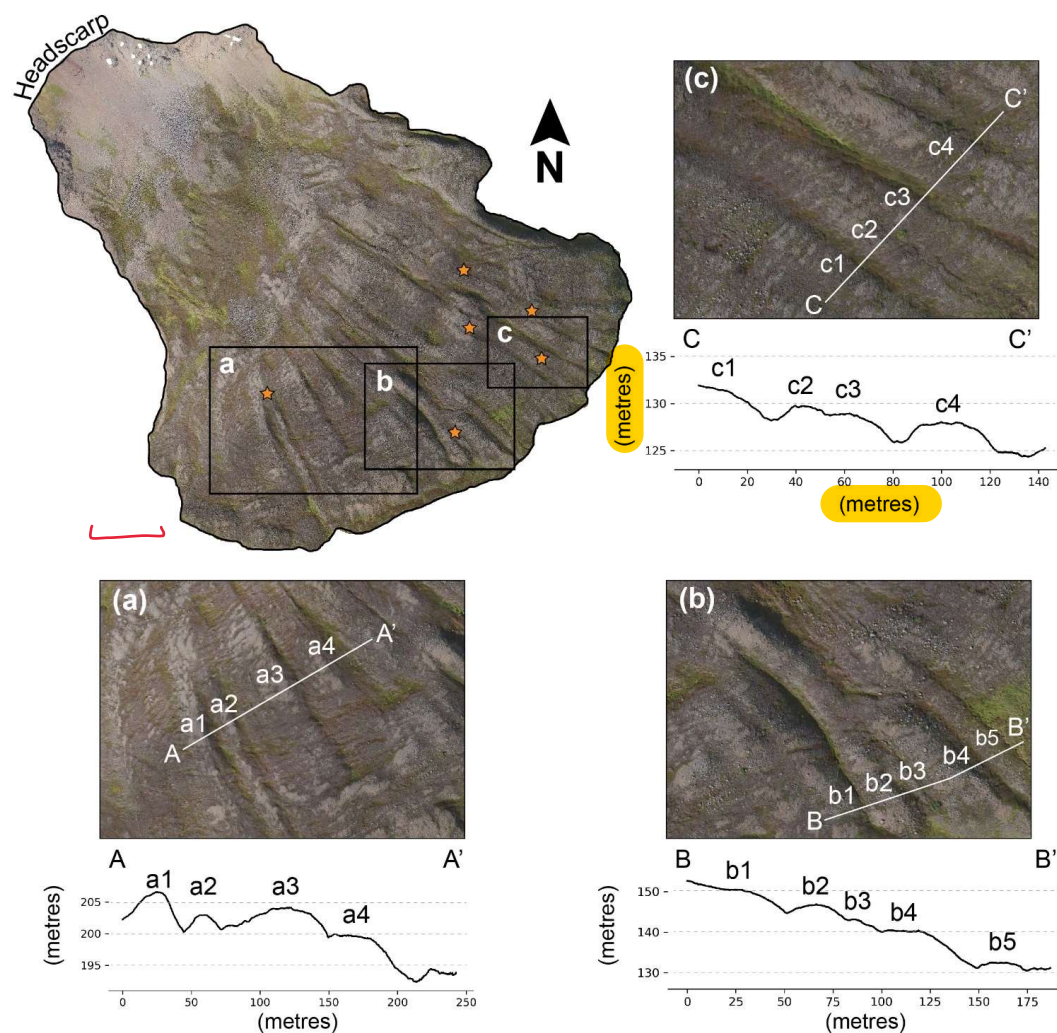 Headscarp
N
a
b
c
(c)
C'
c4
c3
c2
c1
C
C C'
135
130
125
(metres)
c1 c2 c3 c4
0 20 40 60 80 100 120 140
(metres)
(a)
A'
a4
a3
a2
a1
A
A A'
205
200
195
(metres)
a1 a2 a3 a4
0 50 100 150 200 250
(metres)
(b)
B'
b5
b4
b3
b2
b1
B
B B'
150
140
130
(metres)
b1 b2 b3 b4 b5
0 25 50 75 100 125 150 175
(metres)